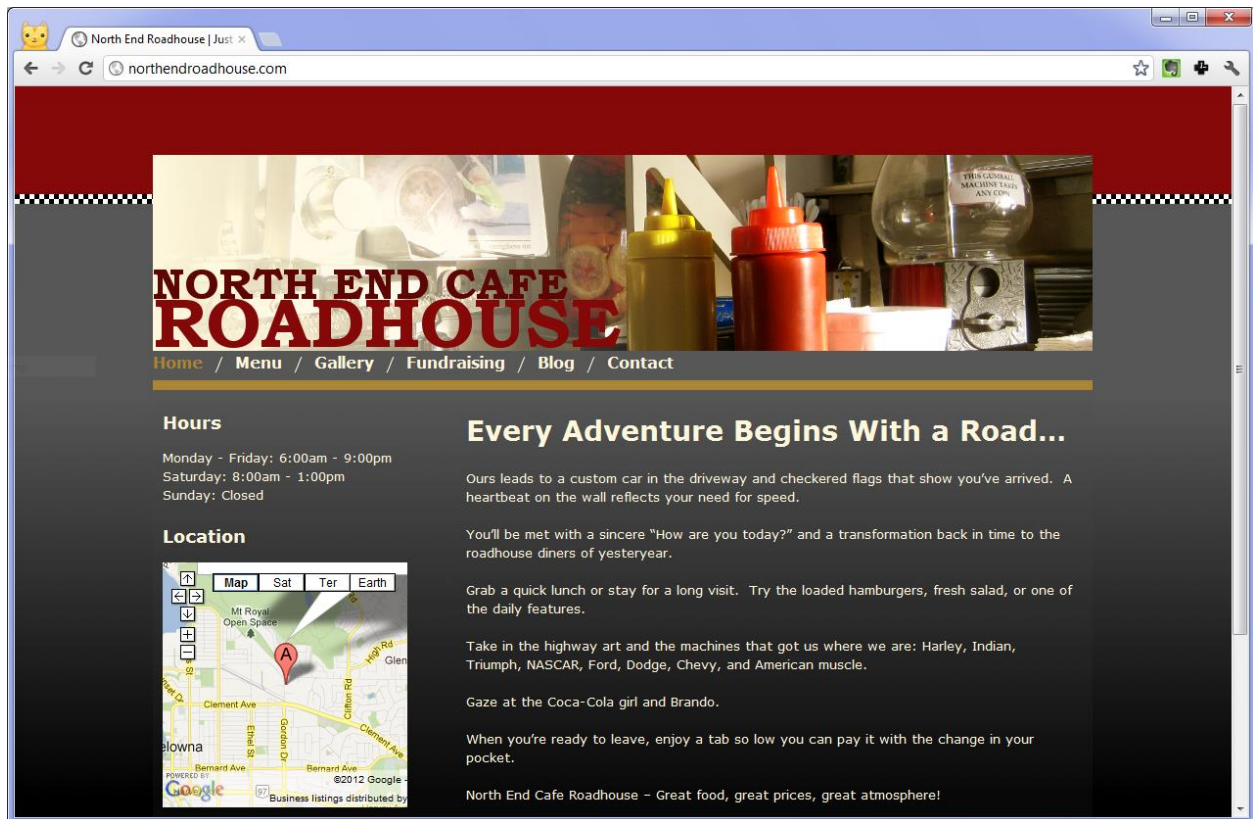 North End Roadhouse | Just
northendroadhouse.com
THIS GUMBALL
MACHINE TAKES
ANY COIN
NORTH END CAFE
ROADHOUSE
Home / Menu / Gallery / Fundraising / Blog / Contact
Hours
Monday - Friday: 6:00am - 9:00pm
Saturday: 8:00am - 1:00pm
Sunday: Closed
Location
Map Sat Ter Earth
Mt Royal
Open Space
A
High Rd
Glen
Clifton Rd
Clement Ave
Ethel St
Gordon Dr
Clement Ave
elowna
Bernard Ave
Bernard Ave
POWERED BY
Google
97
©2012 Google -
Business listings distributed by
Every Adventure Begins With a Road...
Ours leads to a custom car in the driveway and checkered flags that show you’ve arrived. A
heartbeat on the wall reflects your need for speed.
You’ll be met with a sincere “How are you today?” and a transformation back in time to the
roadhouse diners of yesteryear.
Grab a quick lunch or stay for a long visit. Try the loaded hamburgers, fresh salad, or one of
the daily features.
Take in the highway art and the machines that got us where we are: Harley, Indian,
Triumph, NASCAR, Ford, Dodge, Chevy, and American muscle.
Gaze at the Coca-Cola girl and Brando.
When you’re ready to leave, enjoy a tab so low you can pay it with the change in your
pocket.
North End Cafe Roadhouse – Great food, great prices, great atmosphere!